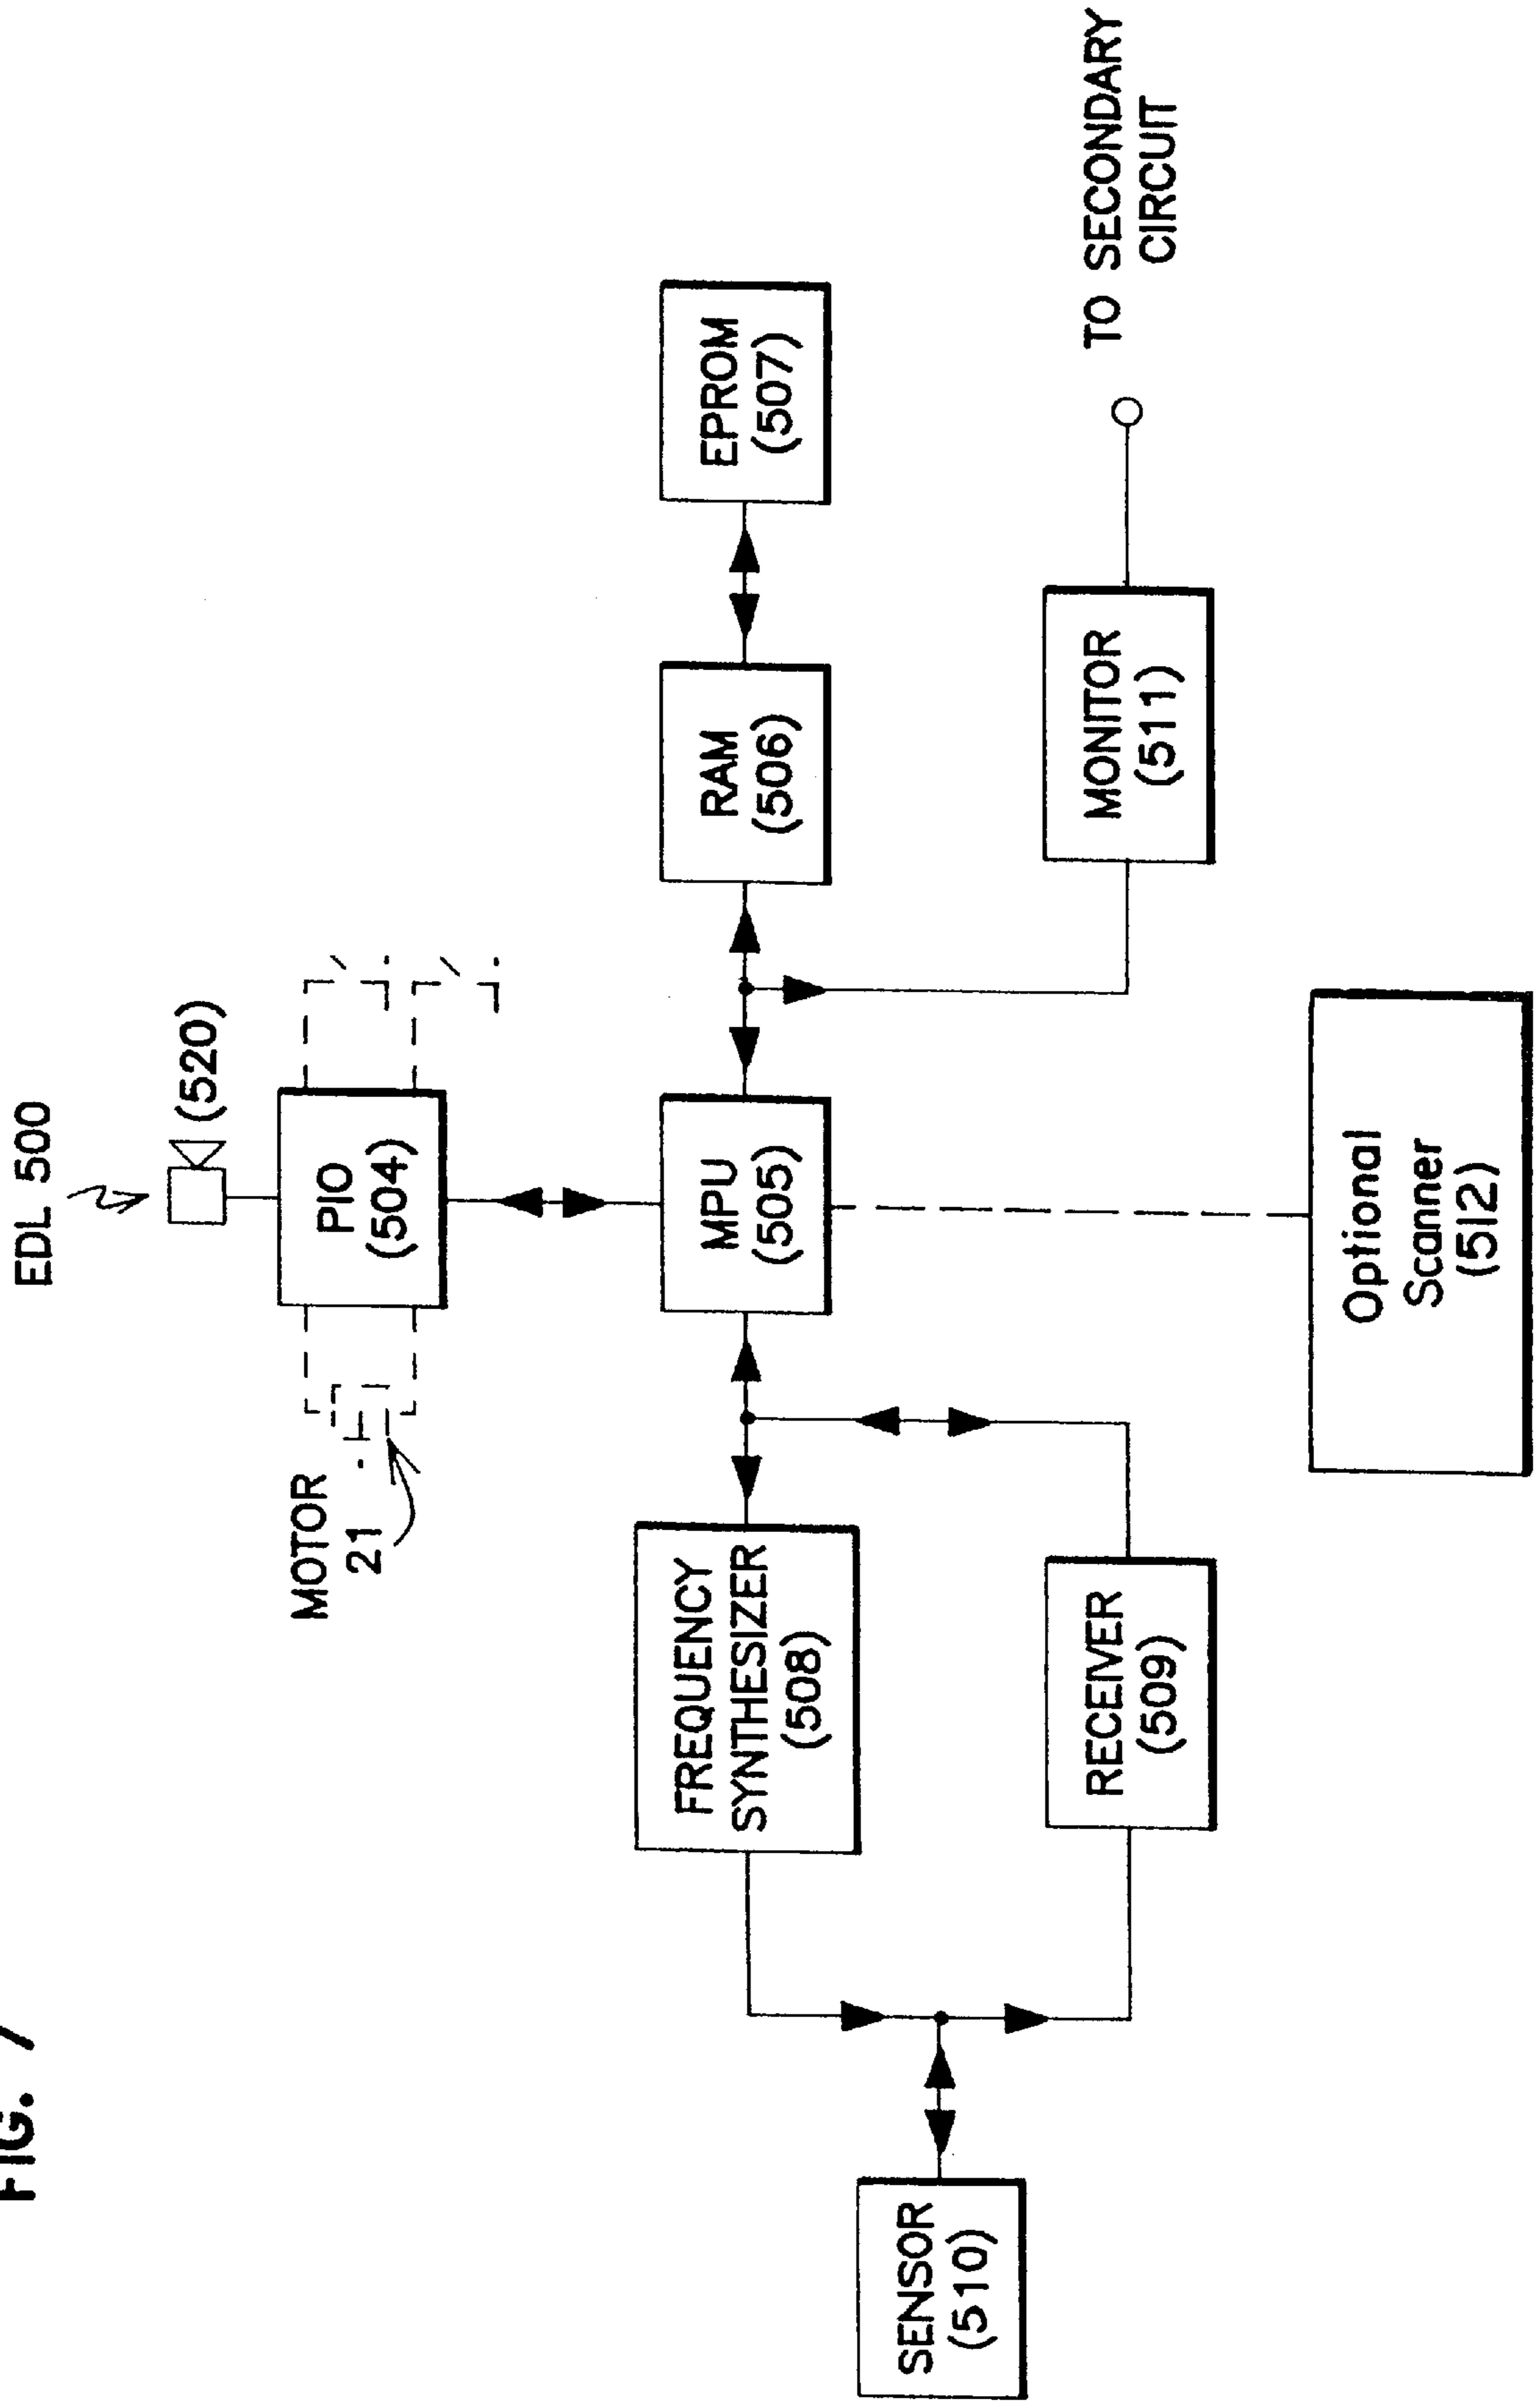 FIG. 7
EDL 500
(520)
MOTOR
21
PIO
(504)
FREQUENCY
SYNTHESIZER
(508)
MPU
(505)
RAM
(506)
EPROM
(507)
SENSOR
(510)
RECEIVER
(509)
MONITOR
(511)
TO SECONDARY
CIRCUIT
Optional
Scanner
(512)